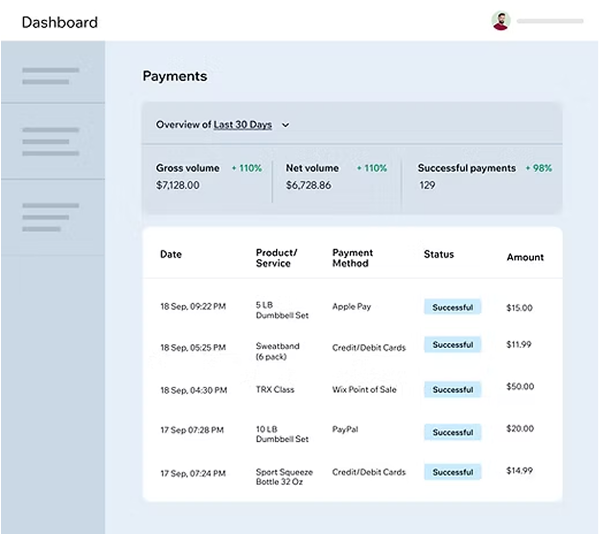 Dashboard
Payments
Overview of Last 30 Days
Gross volume + 110% Net volume + 110% Successful payments + 98%
$7,128.00 $6,728.86 129
Date Product/ Service Payment Method Status Amount
18 Sep, 09:22 PM 5 LB Dumbbell Set Apple Pay Successful $15.00
18 Sep, 05:25 PM Sweatband (6 pack) Credit/Debit Cards Successful $11.99
18 Sep, 04:30 PM TRX Class Wix Point of Sale Successful $50.00
17 Sep 07:28 PM 10 LB Dumbbell Set PayPal Successful $20.00
17 Sep, 07:24 PM Sport Squeeze Bottle 32 Oz Credit/Debit Cards Successful $14.99